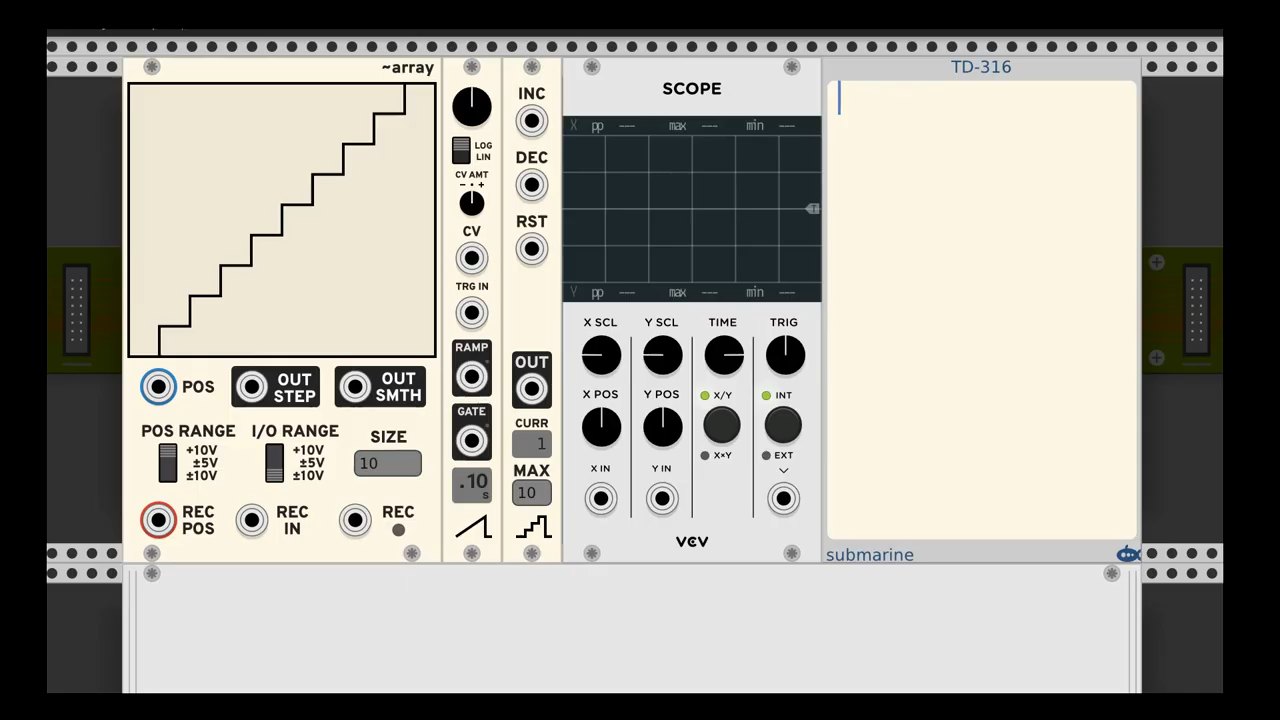 ~array
POS
OUT STEP
OUT SMTH
POS RANGE
+10V
±5V
±10V
I/O RANGE
+10V
±5V
±10V
SIZE
10
REC POS
REC IN
REC
LOG
LIN
CV AMT
- · +
CV
TRG IN
RAMP
GATE
.10
s
INC
DEC
RST
OUT
CURR
1
MAX
10
SCOPE
X pp --- max --- min ---
T
Y pp --- max --- min ---
X SCL Y SCL TIME TRIG
X POS Y POS X/Y INT
X×Y EXT
X IN Y IN
VCV
TD-316
submarine